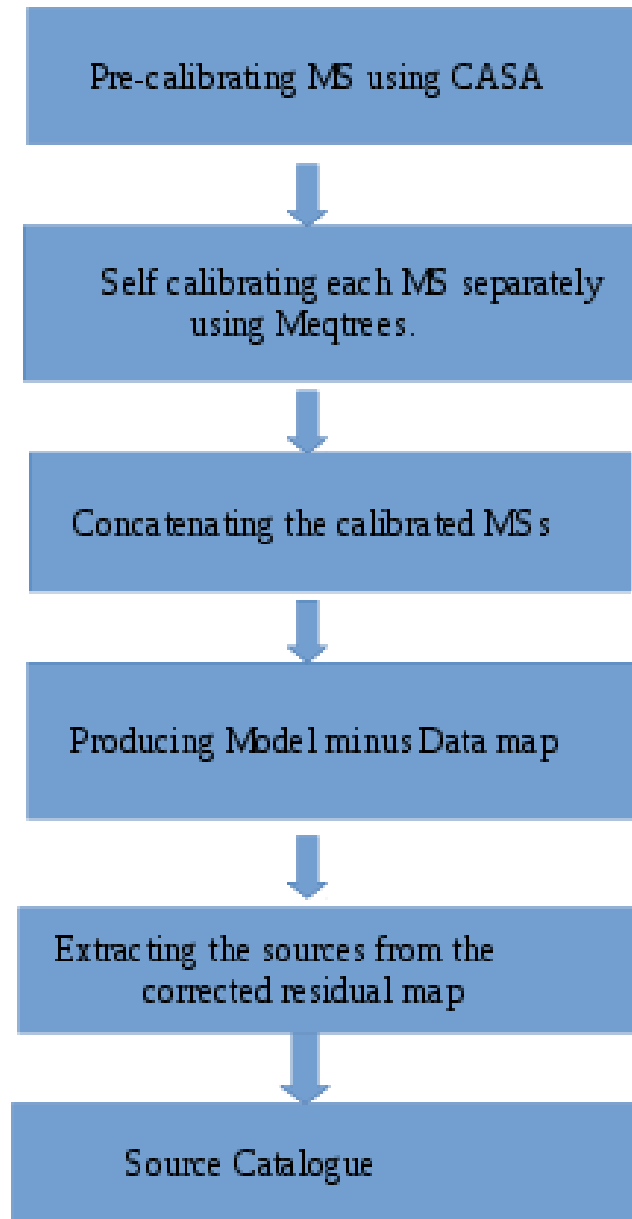 Pre-calibrating MS using CASA
Self calibrating each MS separately
using Meqtrees.
Concatenating the calibrated MSs
Producing Model minus Data map
Extracting the sources from the
corrected residual map
Source Catalogue